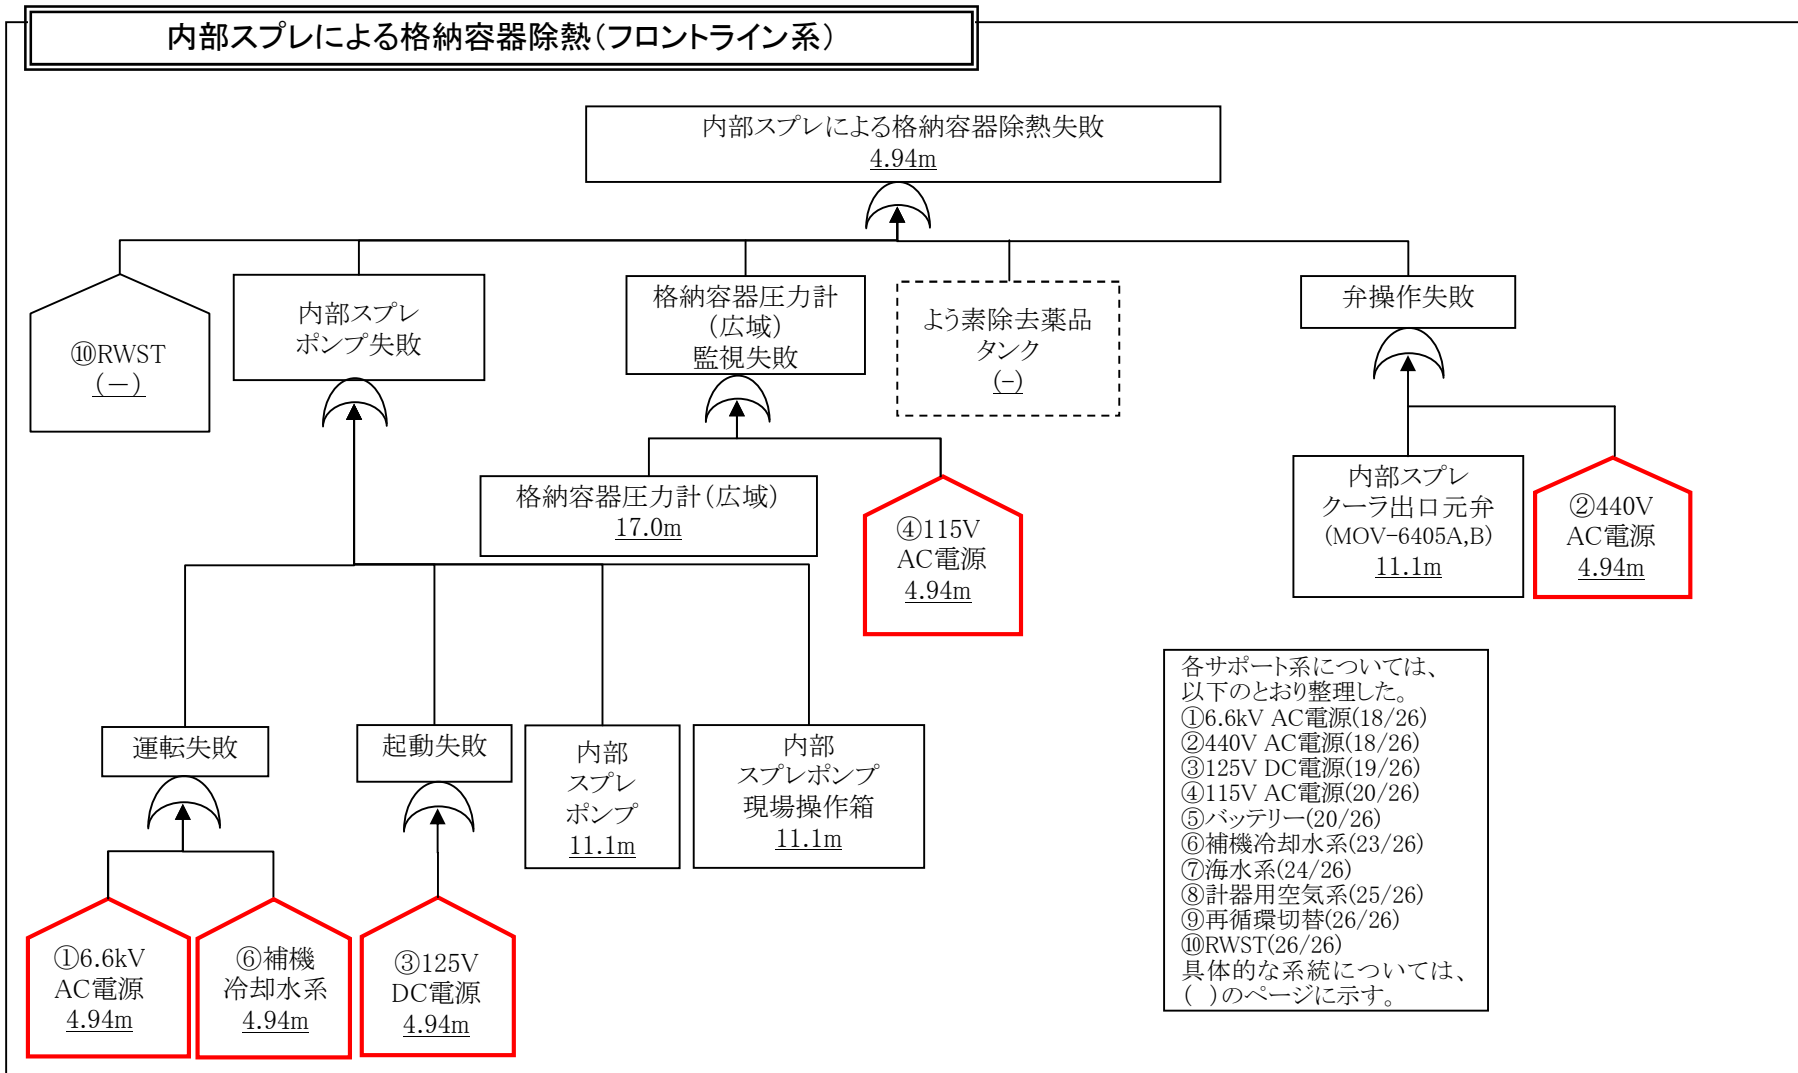 内部スプレによる格納容器除熱（フロントライン系）
内部スプレによる格納容器除熱失敗
4.94m
⑩RWST
(－)
内部スプレ
ポンプ失敗
格納容器圧力計
（広域）
監視失敗
よう素除去薬品
タンク
(-)
弁操作失敗
格納容器圧力計（広域）
17.0m
④115V
AC電源
4.94m
内部スプレ
クーラ出口元弁
(MOV-6405A,B)
11.1m
②440V
AC電源
4.94m
運転失敗
起動失敗
内部
スプレ
ポンプ
11.1m
内部
スプレポンプ
現場操作箱
11.1m
①6.6kV
AC電源
4.94m
⑥補機
冷却水系
4.94m
③125V
DC電源
4.94m
各サポート系については、
以下のとおり整理した。
①6.6kV AC電源(18/26)
②440V AC電源(18/26)
③125V DC電源(19/26)
④115V AC電源(20/26)
⑤バッテリー(20/26)
⑥補機冷却水系(23/26)
⑦海水系(24/26)
⑧計器用空気系(25/26)
⑨再循環切替(26/26)
⑩RWST(26/26)
具体的な系統については、
（ ）のページに示す。